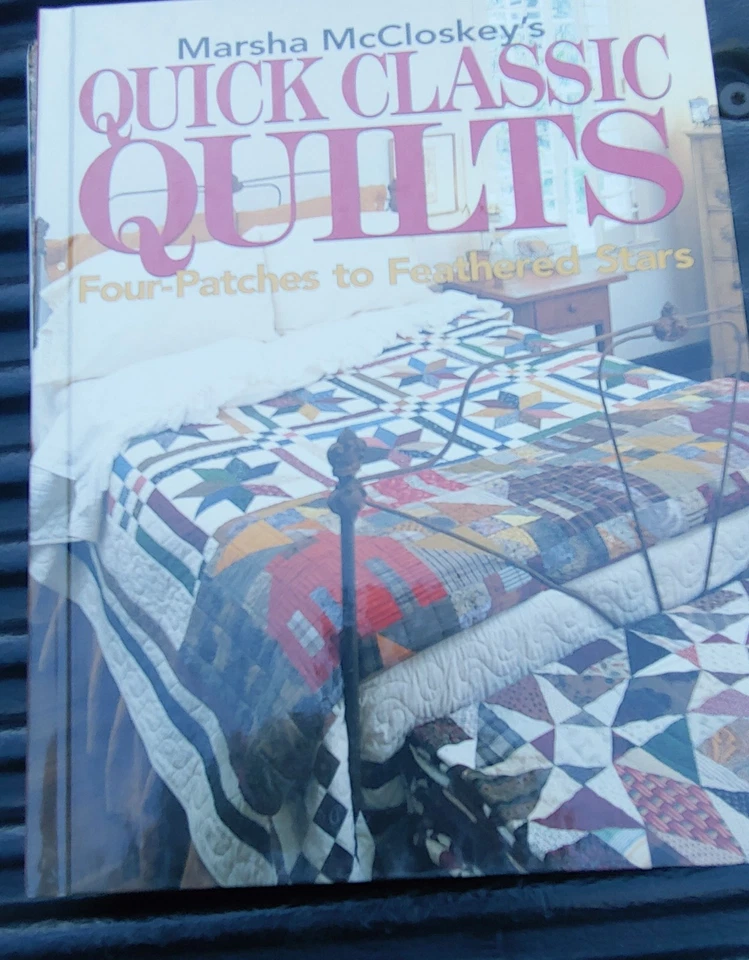 Marsha McCloskey's
QUICK CLASSIC
QUILTS
Four-Patches to Feathered Stars